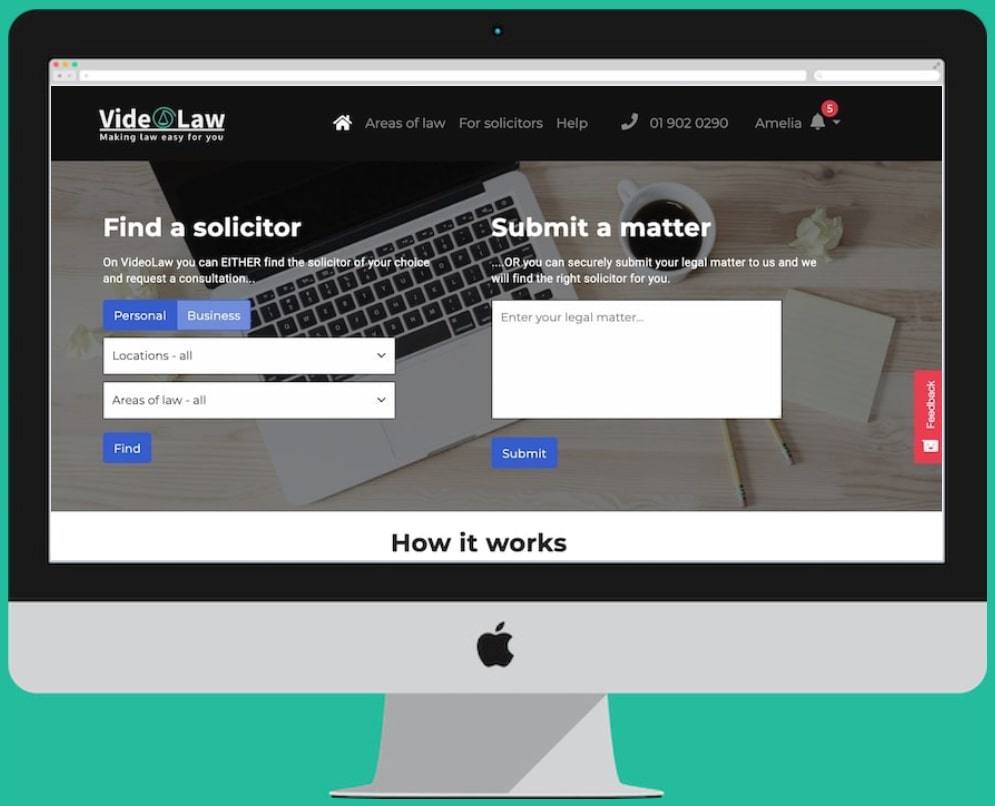 Vide Law
Making law easy for you
Areas of law For solicitors Help 01 902 0290 Amelia 5
Find a solicitor
On VideoLaw you can EITHER find the solicitor of your choice
and request a consultation...
Personal Business
Locations - all
Areas of law - all
Find
Submit a matter
....OR you can securely submit your legal matter to us and we
will find the right solicitor for you.
Enter your legal matter...
Submit
Feedback
How it works